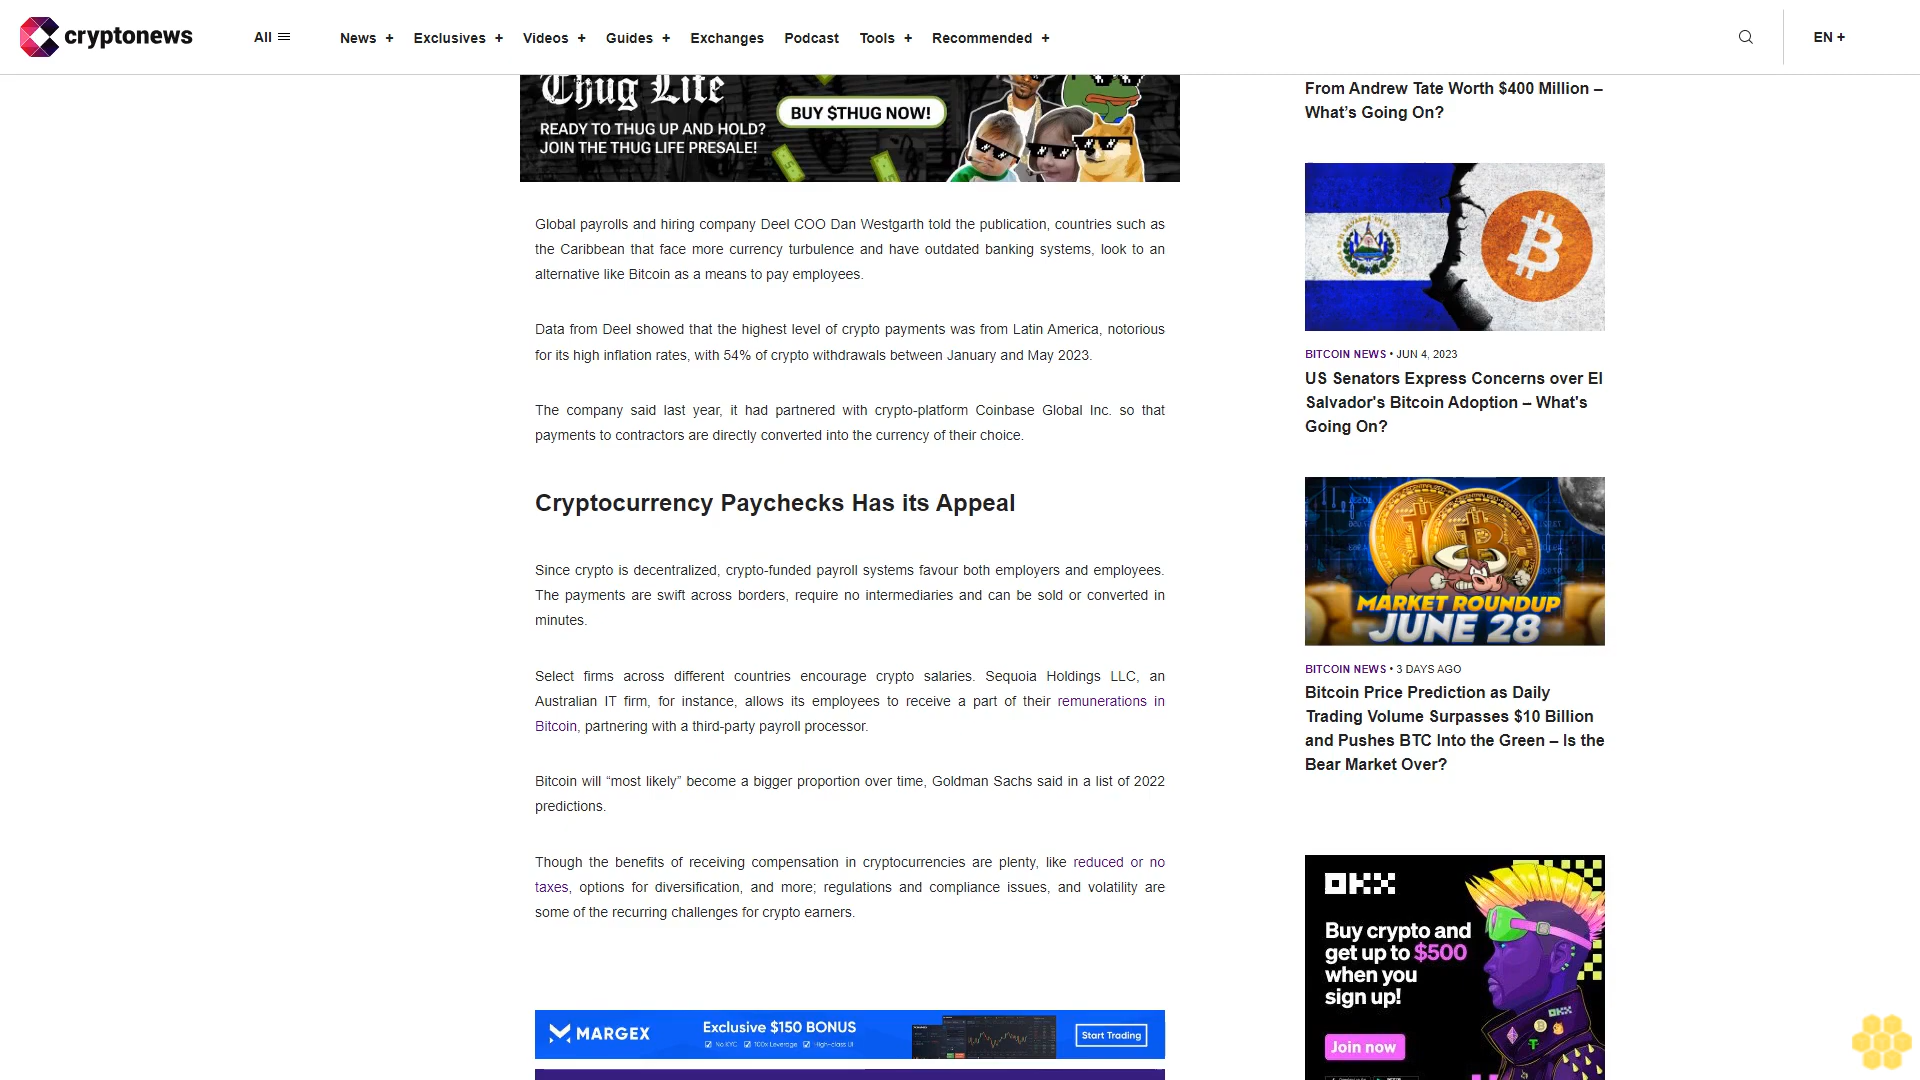 cryptonews
All
News +
Exclusives +
Videos +
Guides +
Exchanges
Podcast
Tools +
Recommended +
EN +
Thug Life
READY TO THUG UP AND HOLD?
JOIN THE THUG LIFE PRESALE!
BUY $THUG NOW!
Global payrolls and hiring company Deel COO Dan Westgarth told the publication, countries such as
the Caribbean that face more currency turbulence and have outdated banking systems, look to an
alternative like Bitcoin as a means to pay employees.
Data from Deel showed that the highest level of crypto payments was from Latin America, notorious
for its high inflation rates, with 54% of crypto withdrawals between January and May 2023.
The company said last year, it had partnered with crypto-platform Coinbase Global Inc. so that
payments to contractors are directly converted into the currency of their choice.
Cryptocurrency Paychecks Has its Appeal
Since crypto is decentralized, crypto-funded payroll systems favour both employers and employees.
The payments are swift across borders, require no intermediaries and can be sold or converted in
minutes.
Select firms across different countries encourage crypto salaries. Sequoia Holdings LLC, an
Australian IT firm, for instance, allows its employees to receive a part of their remunerations in
Bitcoin, partnering with a third-party payroll processor.
Bitcoin will “most likely” become a bigger proportion over time, Goldman Sachs said in a list of 2022
predictions.
Though the benefits of receiving compensation in cryptocurrencies are plenty, like reduced or no
taxes, options for diversification, and more; regulations and compliance issues, and volatility are
some of the recurring challenges for crypto earners.
MARGEX
Exclusive $150 BONUS
No KYC
100x Leverage
High-class UI
Start Trading
From Andrew Tate Worth $400 Million –
What’s Going On?
BITCOIN NEWS • JUN 4, 2023
US Senators Express Concerns over El
Salvador's Bitcoin Adoption – What's
Going On?
MARKET ROUNDUP
JUNE 28
BITCOIN NEWS • 3 DAYS AGO
Bitcoin Price Prediction as Daily
Trading Volume Surpasses $10 Billion
and Pushes BTC Into the Green – Is the
Bear Market Over?
OKX
Buy crypto and
get up to $500
when you
sign up!
Join now
OKX